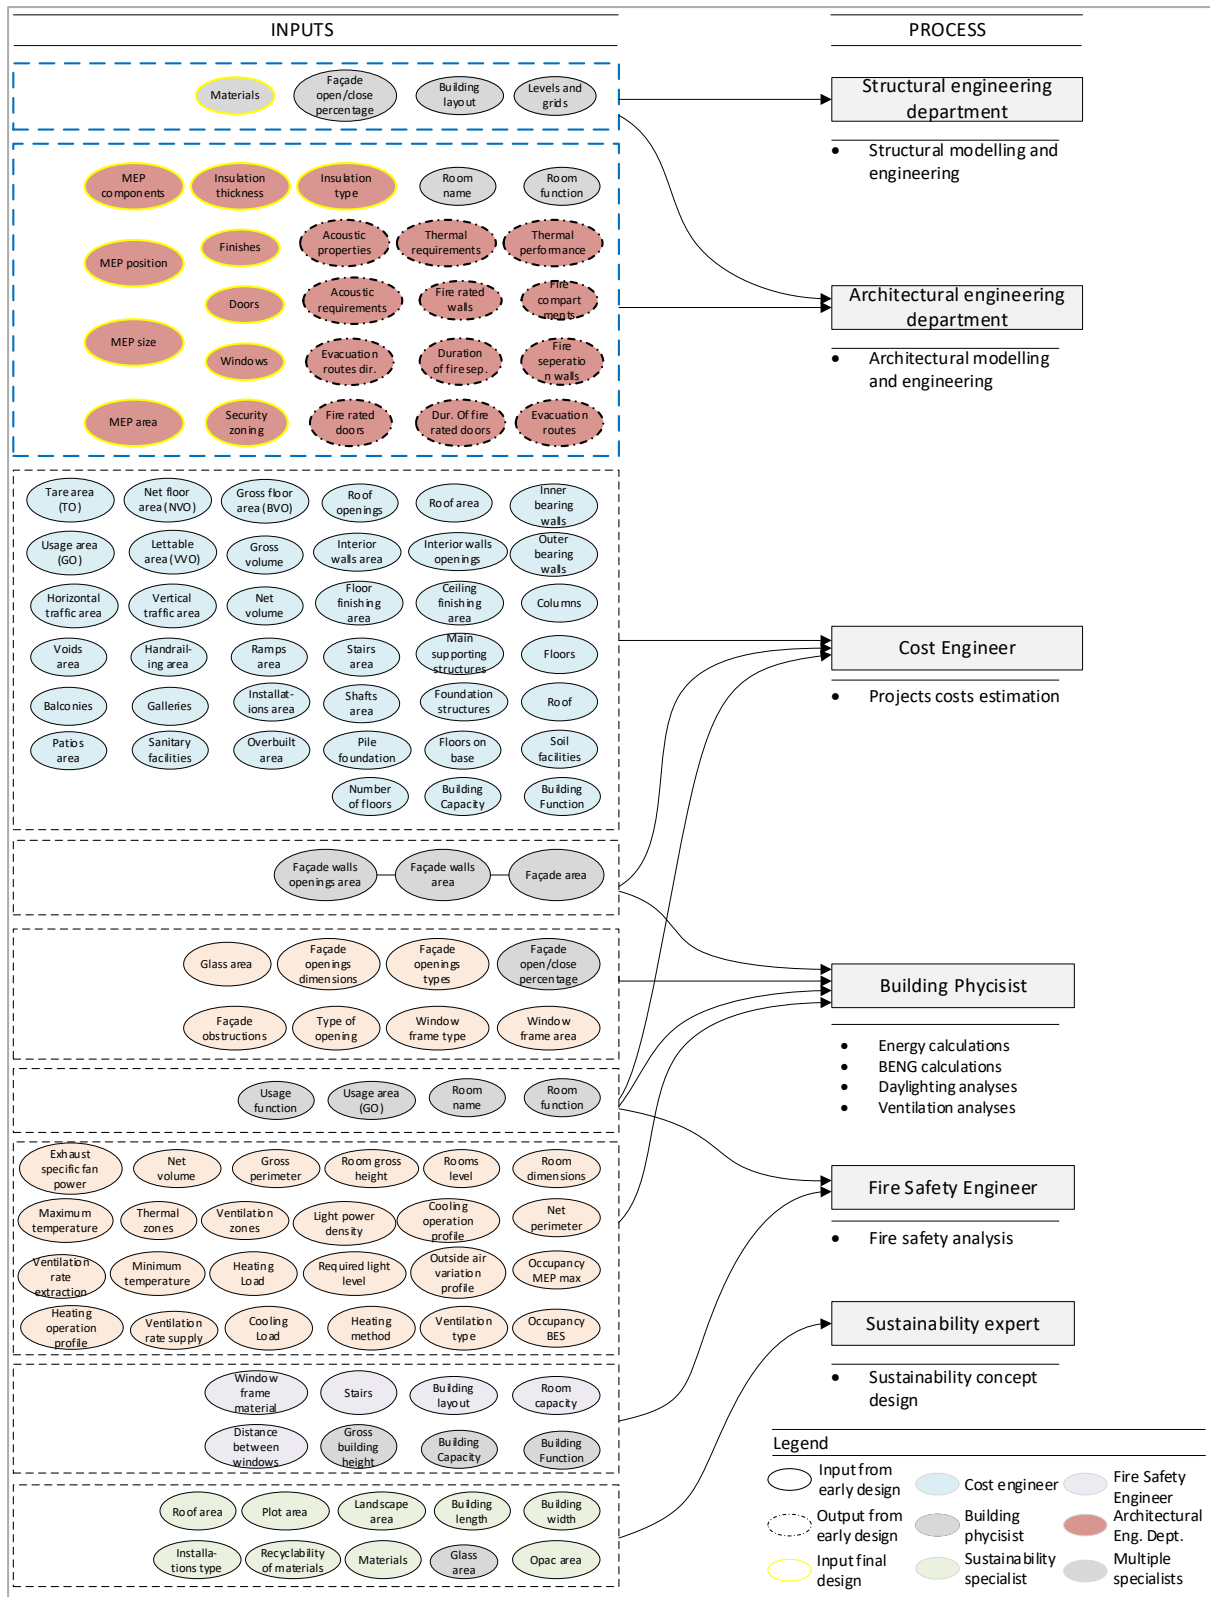 INPUTS
PROCESS
Materials
Façade
open/close
percentage
Building
layout
Levels and
grids
Structural engineering
department
• Structural modelling and
engineering
MEP
components
Insulation
thickness
Insulation
type
Room
name
Room
function
MEP position
Finishes
Acoustic
properties
Thermal
requirements
Thermal
performance
Doors
Acoustic
requirements
Fire rated
walls
Fire
compart
ments
MEP size
Windows
Evacuation
routes dir.
Duration
of fire sep.
Fire
seperatio
n walls
MEP area
Security
zoning
Fire rated
doors
Dur. Of fire
rated doors
Evacuation
routes
Architectural engineering
department
• Architectural modelling
and engineering
Tare area
(TO)
Net floor
area (NVO)
Gross floor
area (BVO)
Roof
openings
Roof area
Inner
bearing
walls
Usage area
(GO)
Lettable
area (VVO)
Gross
volume
Interior
walls area
Interior walls
openings
Outer
bearing
walls
Horizontal
traffic area
Vertical
traffic area
Net
volume
Floor
finishing
area
Ceiling
finishing
area
Columns
Voids
area
Handrail-
ing area
Ramps
area
Stairs
area
Main
supporting
structures
Floors
Balconies
Galleries
Installat-
ions area
Shafts
area
Foundation
structures
Roof
Patios
area
Sanitary
facilities
Overbuilt
area
Pile
foundation
Floors on
base
Soil
facilities
Number
of floors
Building
Capacity
Building
Function
Cost Engineer
• Projects costs estimation
Façade walls
openings area
Façade walls
area
Façade area
Glass area
Façade
openings
dimensions
Façade
openings
types
Façade
open/close
percentage
Façade
obstructions
Type of
opening
Window
frame type
Window
frame area
Building Phycisist
• Energy calculations
• BENG calculations
• Daylighting analyses
• Ventilation analyses
Usage
function
Usage area
(GO)
Room
name
Room
function
Exhaust
specific fan
power
Net
volume
Gross
perimeter
Room gross
height
Rooms
level
Room
dimensions
Maximum
temperature
Thermal
zones
Ventilation
zones
Light power
density
Cooling
operation
profile
Net
perimeter
Ventilation
rate
extraction
Minimum
temperature
Heating
Load
Required light
level
Outside air
variation
profile
Occupancy
MEP max
Heating
operation
profile
Ventilation
rate supply
Cooling
Load
Heating
method
Ventilation
type
Occupancy
BES
Fire Safety Engineer
• Fire safety analysis
Window
frame
material
Stairs
Building
layout
Room
capacity
Distance
between
windows
Gross
building
height
Building
Capacity
Building
Function
Sustainability expert
• Sustainability concept
design
Roof area
Plot area
Landscape
area
Building
length
Building
width
Installa-
tions type
Recyclability
of materials
Materials
Glass
area
Opac area
Legend
Input from
early design
Cost engineer
Fire Safety
Engineer
Output from
early design
Building
phycisist
Architectural
Eng. Dept.
Input final
design
Sustainability
specialist
Multiple
specialists